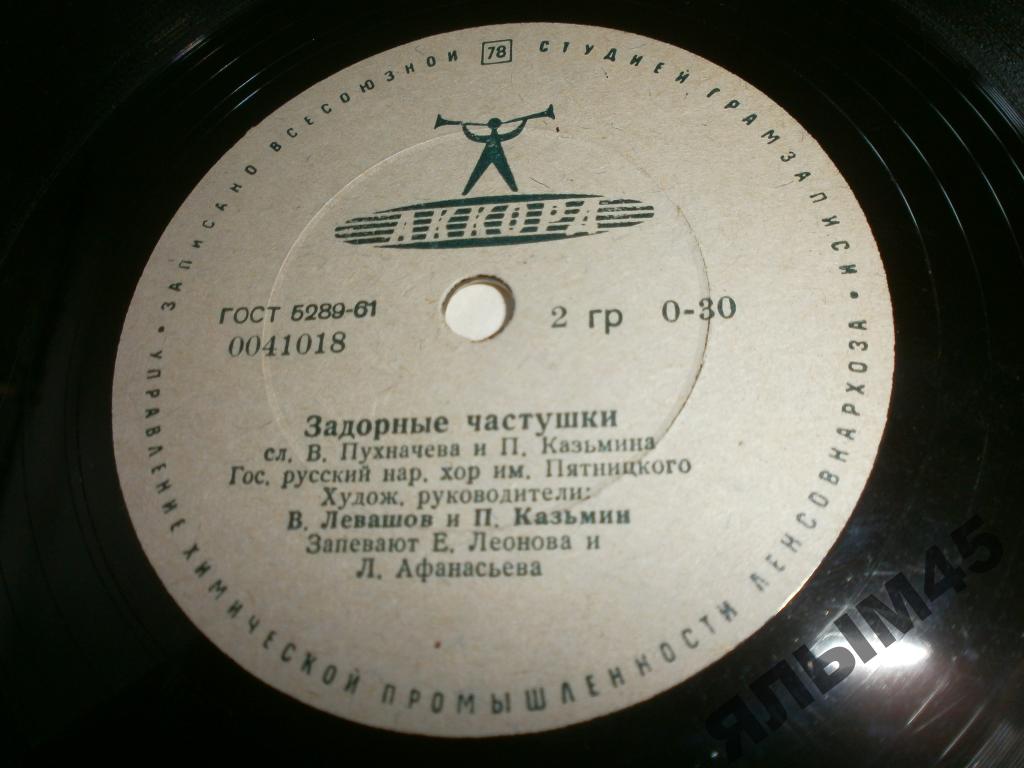 ЗАПИСАНО ВСЕСОЮЗНОЙ 78 СТУДИЕЙ ГРАМЗАПИСИ
АККОРД
ГОСТ 5289-61
0041018
2 гр 0-30
Задорные частушки
сл. В. Пухначева и П. Казьмина
Гос. русский нар. хор им. Пятницкого
Худож. руководители:
В. Левашов и П. Казьмин
Запевают Е. Леонова и
Л. Афанасьева
• УПРАВЛЕНИЕ ХИМИЧЕСКОЙ ПРОМЫШЛЕННОСТИ ЛЕНСОВНАРХОЗА •
ЯЛЫМ45